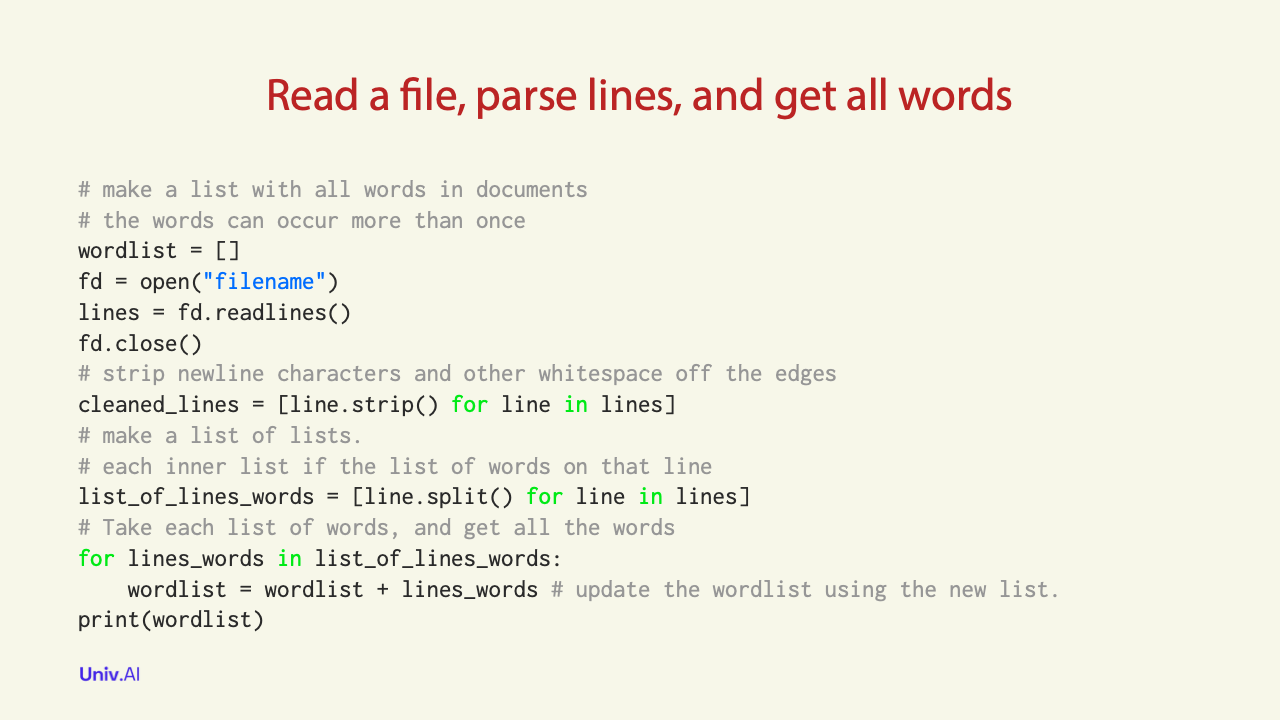 Read a file, parse lines, and get all words
# make a list with all words in documents
# the words can occur more than once
wordlist = []
fd = open("filename")
lines = fd.readlines()
fd.close()
# strip newline characters and other whitespace off the edges
cleaned_lines = [line.strip() for line in lines]
# make a list of lists.
# each inner list if the list of words on that line
list_of_lines_words = [line.split() for line in lines]
# Take each list of words, and get all the words
for lines_words in list_of_lines_words:
    wordlist = wordlist + lines_words # update the wordlist using the new list.
print(wordlist)
Univ.AI